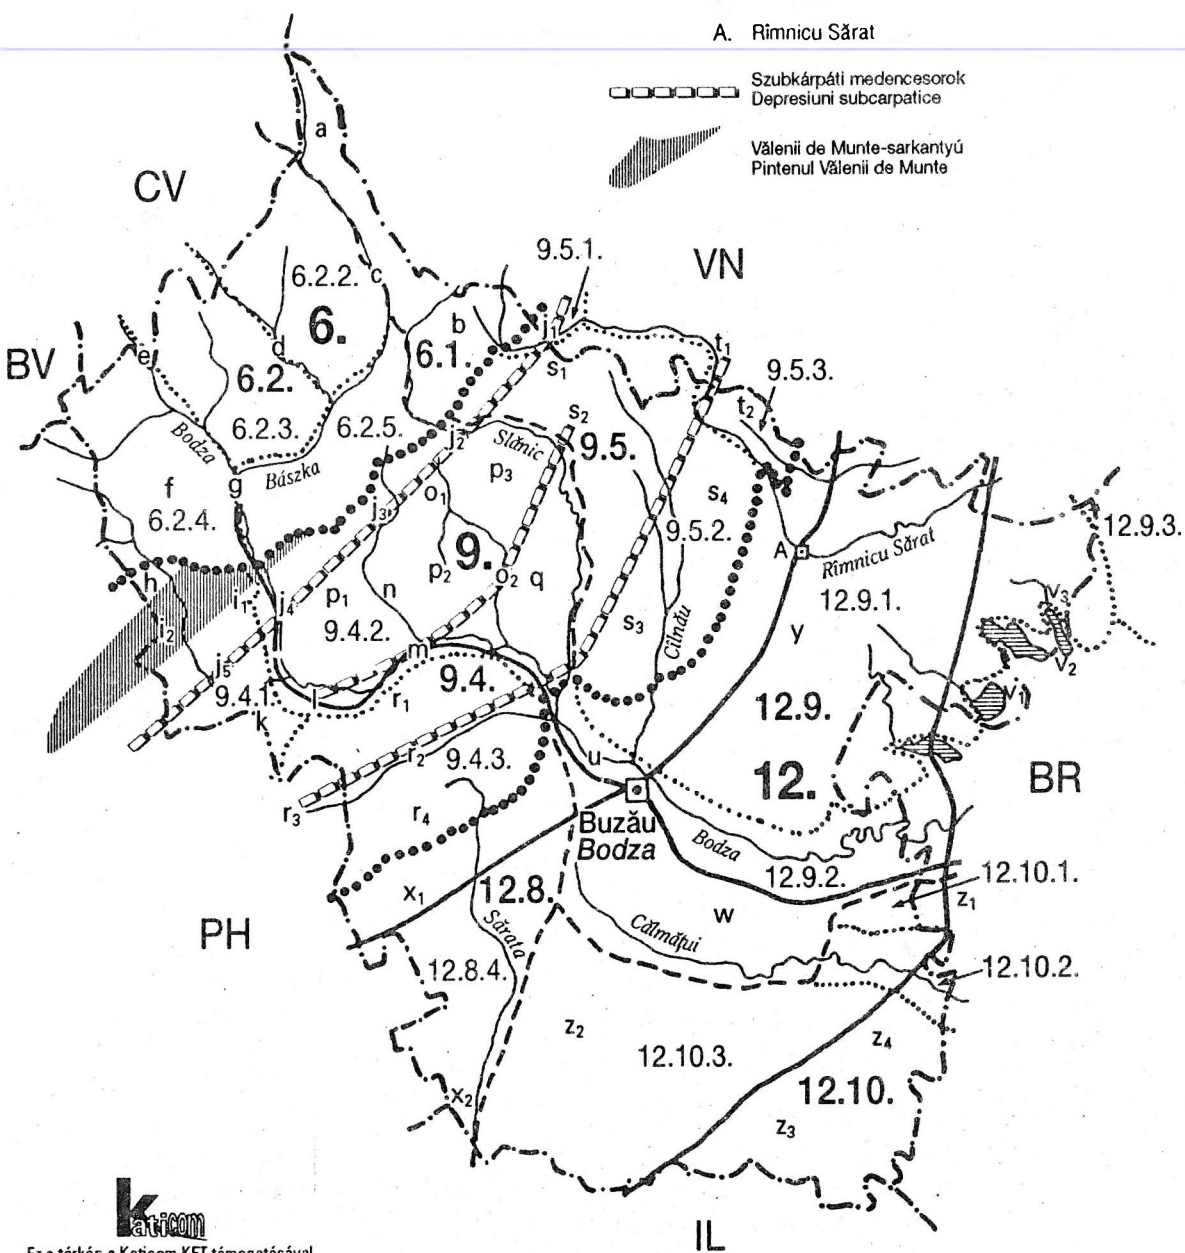 A. Rîmnicu Sărat
Szubkárpáti medencesorok
Depresiuni subcarpatice
Vălenii de Munte-sarkantyú
Pintenul Vălenii de Munte
a
CV
9.5.1.
VN
6.2.2.
c
6.
b
6.1.
j1
s1
t1
BV
e
d
6.2.
9.5.3.
t2
6.2.3.
6.2.5.
s2
9.5.
Bodza
Bászka
j2
Slănic
p3
g
f
6.2.4.
o1
j3
s4
9.5.2.
12.9.3.
9.
A
Rîmnicu Sărat
h
i1
i2
j4
p1
n
p2
o2
q
12.9.1.
v3
9.4.2.
s3
Cîlnău
y
v2
m
j5
9.4.1
k
l
r1
9.4.
v1
12.9.
r2
9.4.3.
u
12.
BR
r3
r4
Buzău
Bodza
Bodza
12.9.2.
12.10.1.
x1
12.8.
w
z1
PH
Sărata
Călmățui
12.8.4.
12.10.2.
z2
12.10.3.
z4
12.10.
x2
z3
katicom
IL
Ez a térkép a Katicom KFT támogatásával